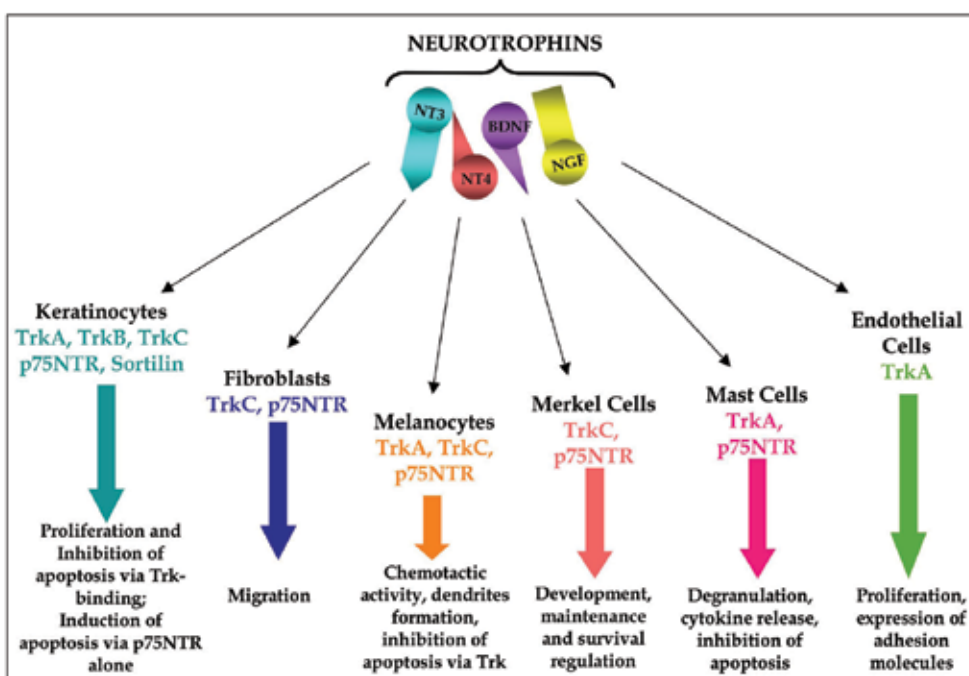 NEUROTROPHINS
NT3
NT4
BDNF
NGF
Keratinocytes
TrkA, TrkB, TrkC
p75NTR, Sortilin
Proliferation and
Inhibition of
apoptosis via Trk-
binding;
Induction of
apoptosis via p75NTR
alone
Fibroblasts
TrkC, p75NTR
Migration
Melanocytes
TrkA, TrkC,
p75NTR
Chemotactic
activity, dendrites
formation,
inhibition of
apoptosis via Trk
Merkel Cells
TrkC,
p75NTR
Development,
maintenance
and survival
regulation
Mast Cells
TrkA,
p75NTR
Degranulation,
cytokine release,
inhibition of
apoptosis
Endothelial
Cells
TrkA
Proliferation,
expression of
adhesion
molecules